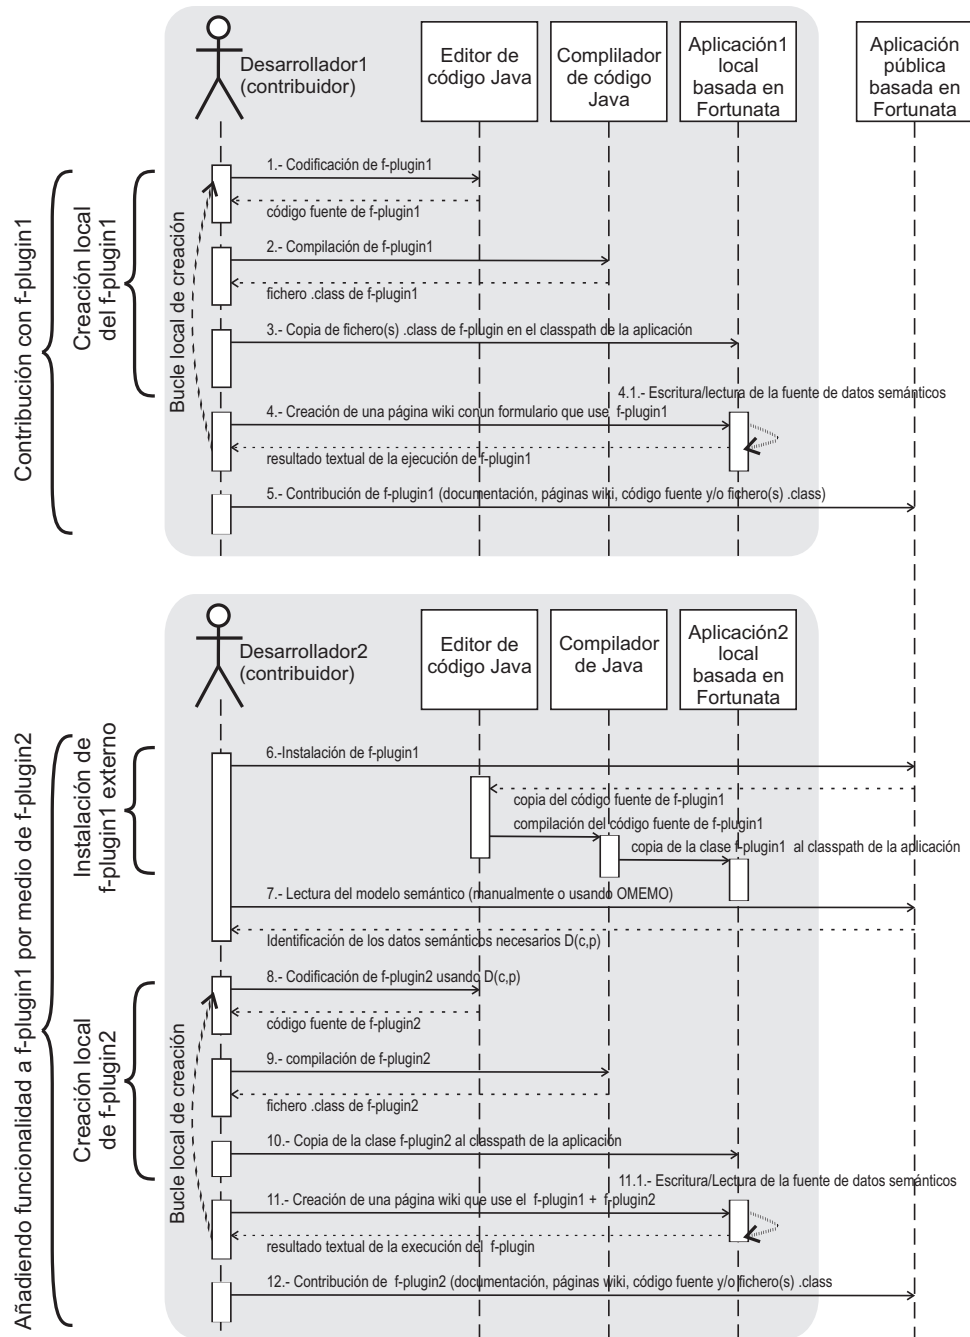 Desarrollador1
(contribuidor)
Editor de
código Java
Complilador
de código
Java
Aplicación1
local
basada en
Fortunata
Aplicación
pública
basada en
Fortunata
Contribución con f-plugin1
Creación local
del f-plugin1
Bucle local de creación
1.- Codificación de f-plugin1
código fuente de f-plugin1
2.- Compilación de f-plugin1
fichero .class de f-plugin1
3.- Copia de fichero(s) .class de f-plugin en el classpath de la aplicación
4.1.- Escritura/lectura de la fuente de datos semánticos
4.- Creación de una página wiki conun formulario que use f-plugin1
resultado textual de la ejecución de f-plugin1
5.- Contribución de f-plugin1 (documentación, páginas wiki, código fuente y/o fichero(s) .class)
Desarrollador2
(contribuidor)
Editor de
código Java
Compilador
de Java
Aplicación2
local
basada en
Fortunata
Añadiendo funcionalidad a f-plugin1 por medio de f-plugin2
Instalación de
f-plugin1 externo
6.-Instalación de f-plugin1
copia del código fuente de f-plugin1
compilación del código fuente de f-plugin1
copia de la clase f-plugin1 al classpath de la aplicación
7.- Lectura del modelo semántico (manualmente o usando OMEMO)
Identificación de los datos semánticos necesarios D(c,p)
Creación local
de f-plugin2
Bucle local de creación
8.- Codificación de f-plugin2 usando D(c,p)
código fuente de f-plugin2
9.- compilación de f-plugin2
fichero .class de f-plugin2
10.- Copia de la clase f-plugin2 al classpath de la aplicación
11.1.- Escritura/Lectura de la fuente de datos semánticos
11.- Creación de una página wiki que use el f-plugin1 + f-plugin2
resultado textual de la execución del f-plugin
12.- Contribución de f-plugin2 (documentación, páginas wiki, código fuente y/o fichero(s) .class